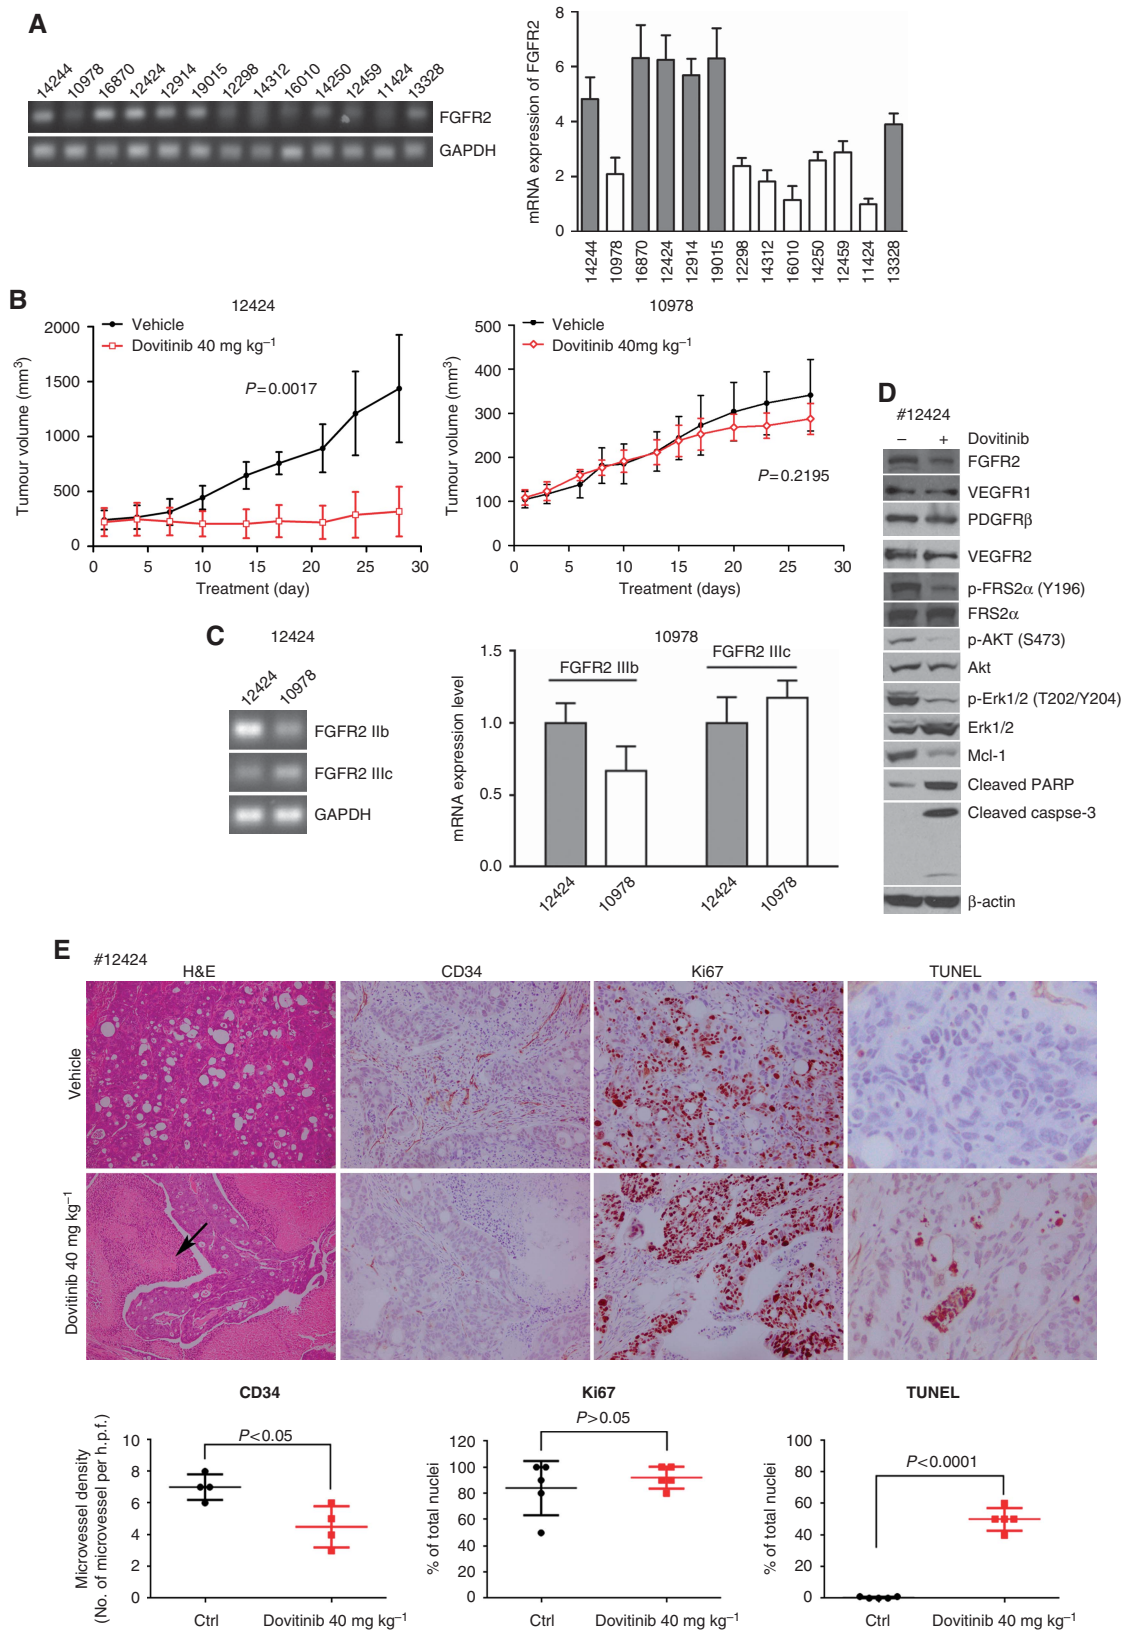 A
14244 10978 16870 12424 12914 19015 12298 14312 16010 14250 12459 11424 13328
FGFR2
GAPDH
mRNA expression of FGFR2
8
6
4
2
0
14244 10978 16870 12424 12914 19015 12298 14312 16010 14250 12459 11424 13328
B
12424
Vehicle
Dovitinib 40 mg kg⁻¹
P=0.0017
Tumour volume (mm³)
2000
1500
1000
500
0
0 5 10 15 20 25 30
Treatment (day)
10978
Vehicle
Dovitinib 40mg kg⁻¹
P=0.2195
Tumour volume (mm³)
500
400
300
200
100
0
0 5 10 15 20 25 30
Treatment (days)
C
12424
12424 10978
FGFR2 IIb
FGFR2 IIIc
GAPDH
10978
FGFR2 IIIb
FGFR2 IIIc
mRNA expression level
1.5
1.0
0.5
0.0
12424 10978 12424 10978
D
#12424
– + Dovitinib
FGFR2
VEGFR1
PDGFRβ
VEGFR2
p-FRS2α (Y196)
FRS2α
p-AKT (S473)
Akt
p-Erk1/2 (T202/Y204)
Erk1/2
Mcl-1
Cleaved PARP
Cleaved caspse-3
β-actin
E
#12424
H&E CD34 Ki67 TUNEL
Vehicle
Dovitinib 40 mg kg⁻¹
CD34
P<0.05
Microvessel density
(No. of microvessel per h.p.f.)
10
8
6
4
2
0
Ctrl Dovitinib 40 mg kg⁻¹
Ki67
P>0.05
% of total nuclei
120
100
80
60
40
20
0
Ctrl Dovitinib 40 mg kg⁻¹
TUNEL
P<0.0001
% of total nuclei
100
80
60
40
20
0
Ctrl Dovitinib 40 mg kg⁻¹